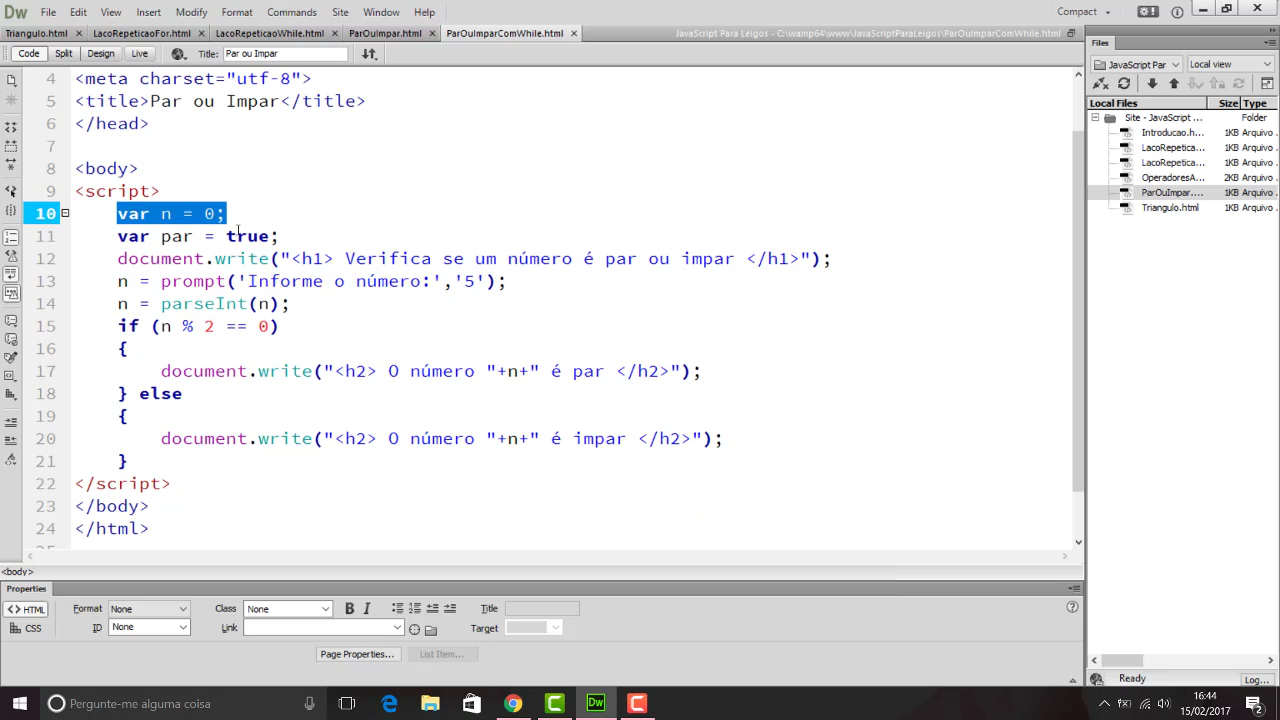 Dw File Edit View Insert Modify Format Commands Site Window Help Compact
Triangulo.html × LacoRepeticaoFor.html × LacoRepeticaoWhile.html × ParOuImpar.html × ParOuImparComWhile.html × JavaScript Para Leigos) - C:\wamp64\www\JavaScriptParaLeigos\ParOuImparComWhile.html
Code Split Design Live Title: Par ou Impar
4 <meta charset="utf-8">
5 <title>Par ou Impar</title>
6 </head>
7
8 <body>
9 <script>
10 var n = 0;
11 var par = true;
12 document.write("<h1> Verifica se um número é par ou impar </h1>");
13 n = prompt('Informe o número:','5');
14 n = parseInt(n);
15 if (n % 2 == 0)
16 {
17 document.write("<h2> O número "+n+" é par </h2>");
18 } else
19 {
20 document.write("<h2> O número "+n+" é impar </h2>");
21 }
22 </script>
23 </body>
24 </html>
<body>
Properties
<> HTML Format None Class None B I Title
CSS ID None Link Target
Page Properties... List Item...
Files
JavaScript Par Local view
Local Files Size Type
Site - JavaScript ... Folder
Introducao.h... 1KB Arquivo
LacoRepetica... 1KB Arquivo
LacoRepetica... 1KB Arquivo
OperadoresA... 2KB Arquivo
ParOuImpar.... 1KB Arquivo
Triangulo.html 1KB Arquivo
Ready Log...
Pergunte-me alguma coisa
16:44
15/02/2017